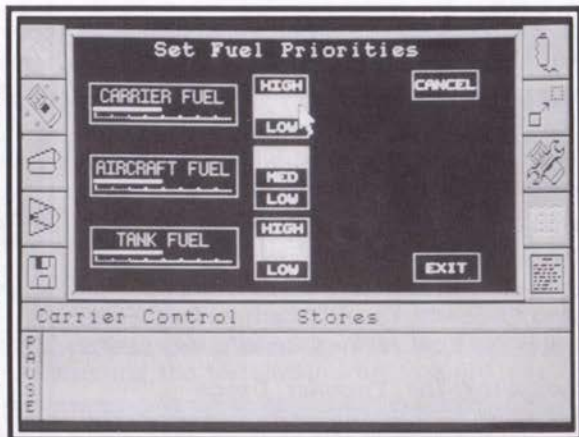 Set Fuel Priorities
CARRIER FUEL
HIGH
LOW
CANCEL
AIRCRAFT FUEL
MED
LOW
TANK FUEL
HIGH
LOW
EXIT
Carrier Control Stores
PAUSE